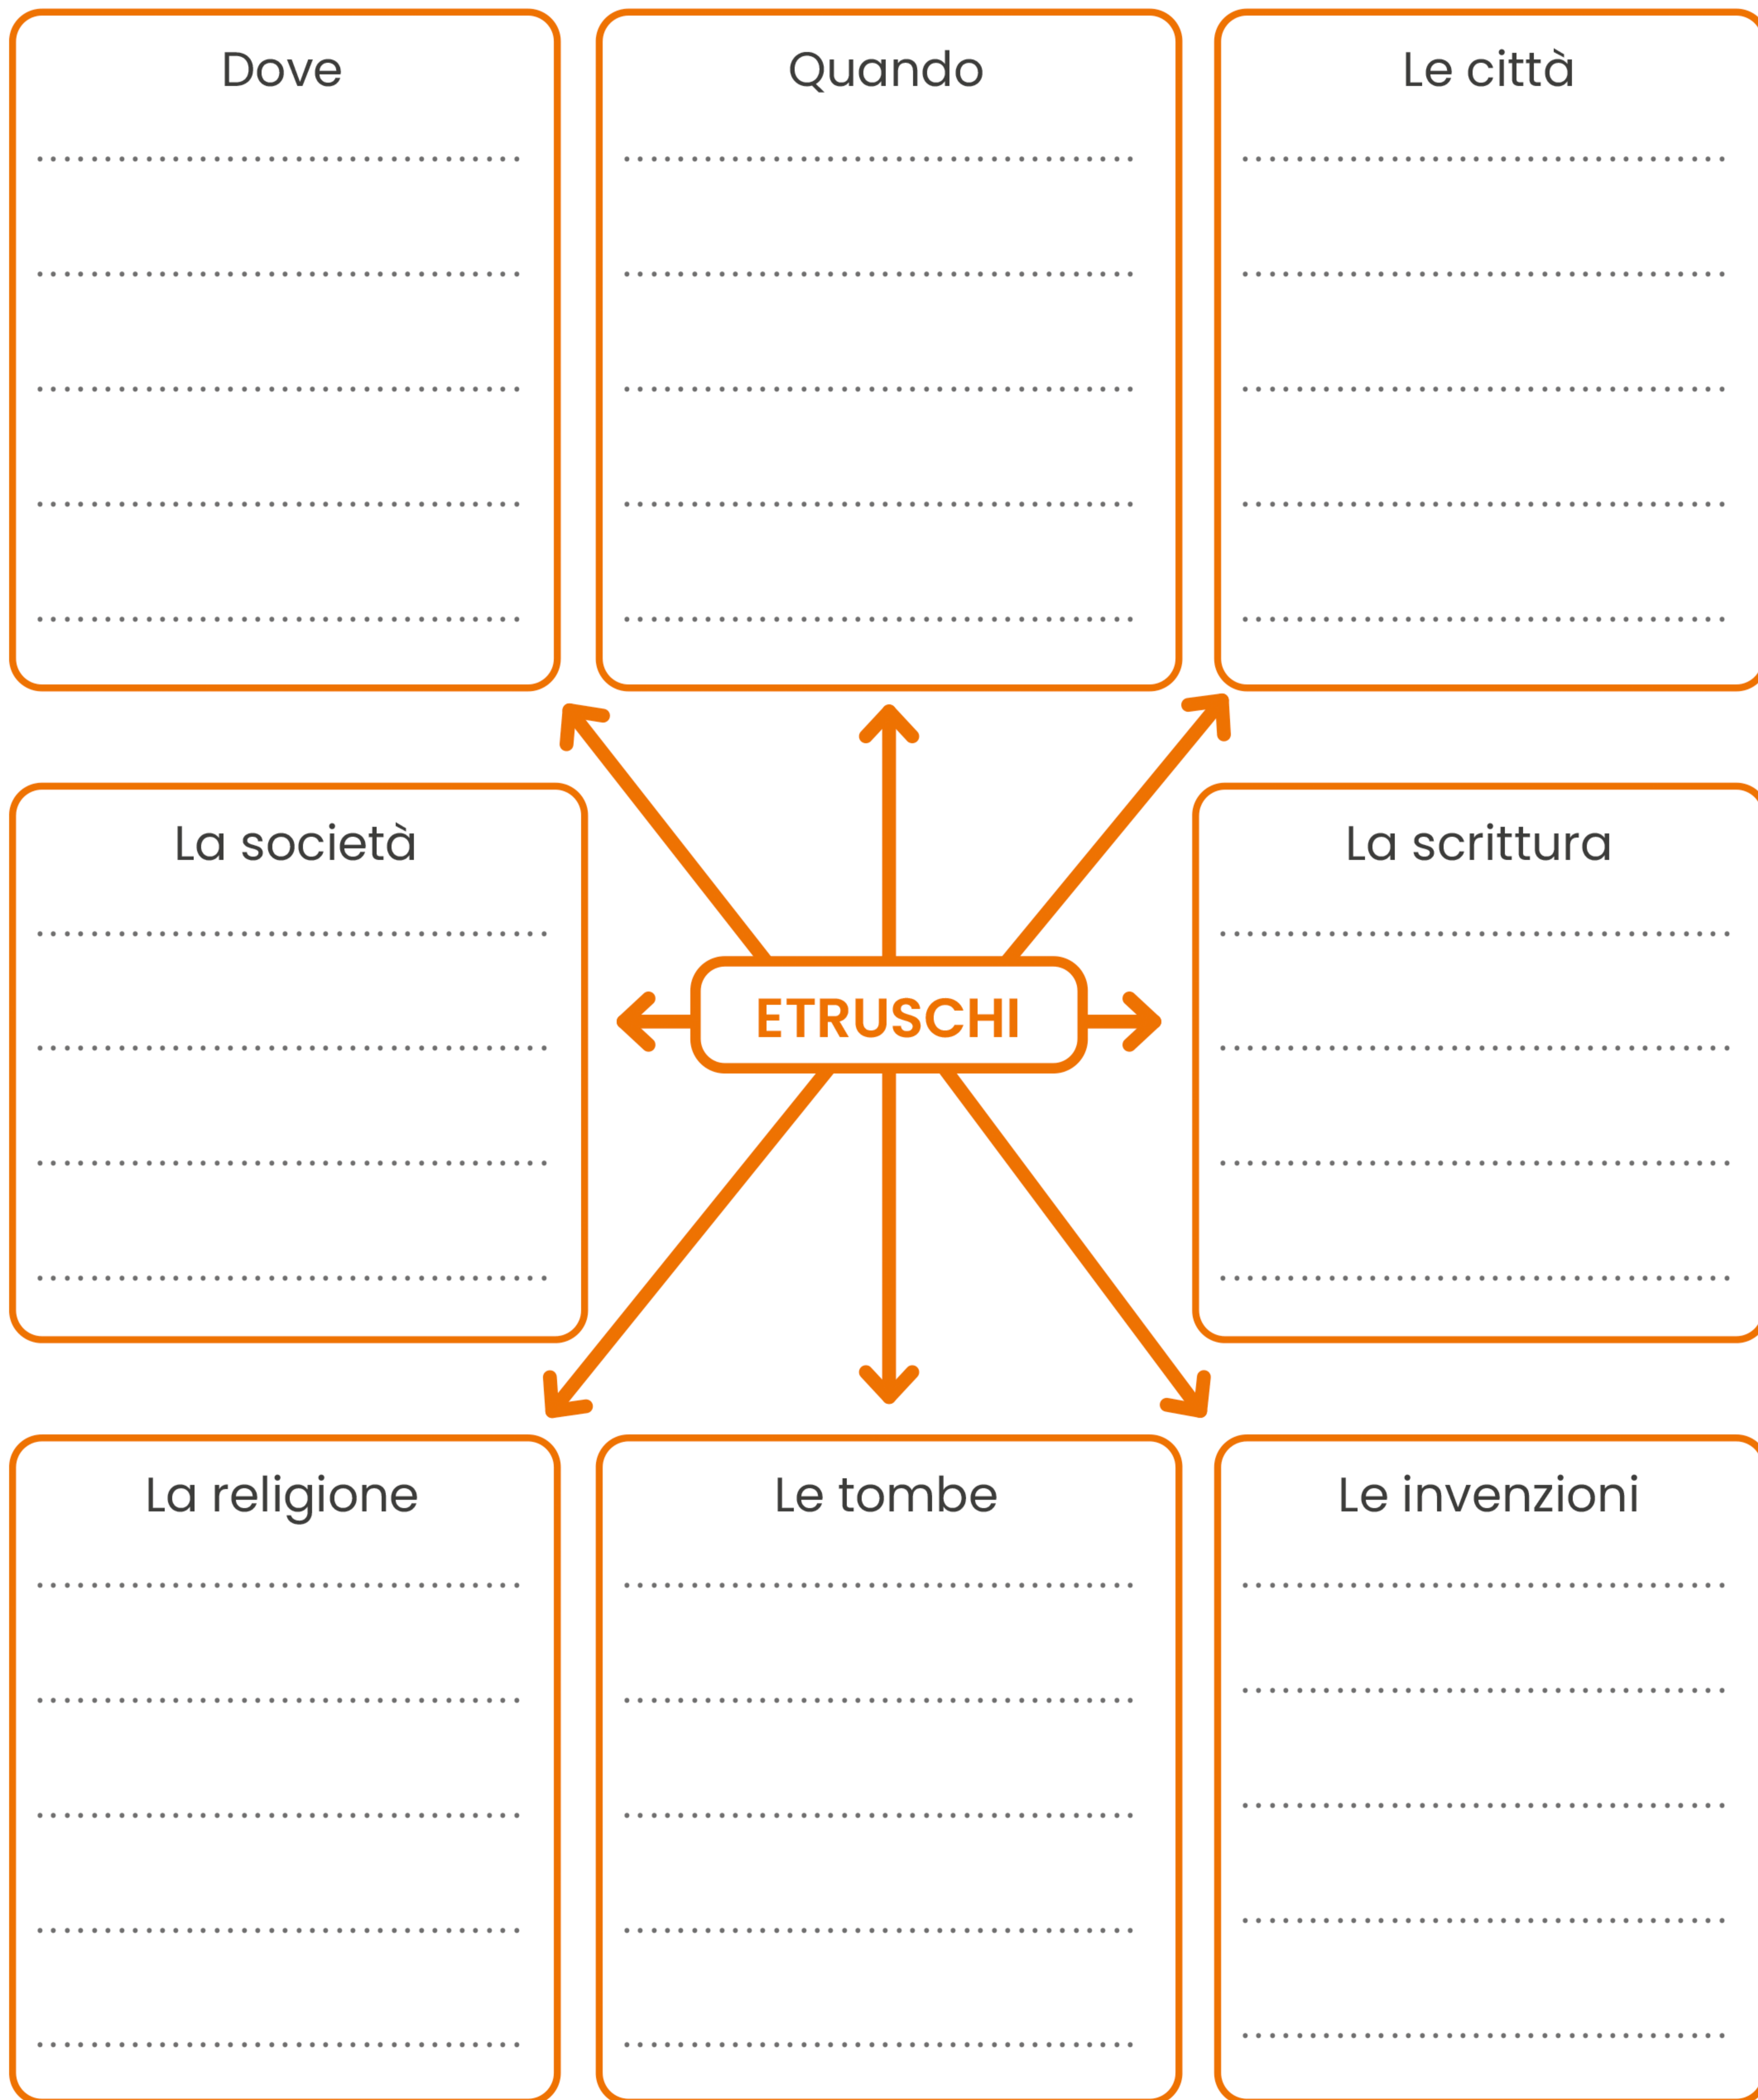 Dove
Quando
Le città
La società
La scrittura
ETRUSCHI
La religione
Le tombe
Le invenzioni